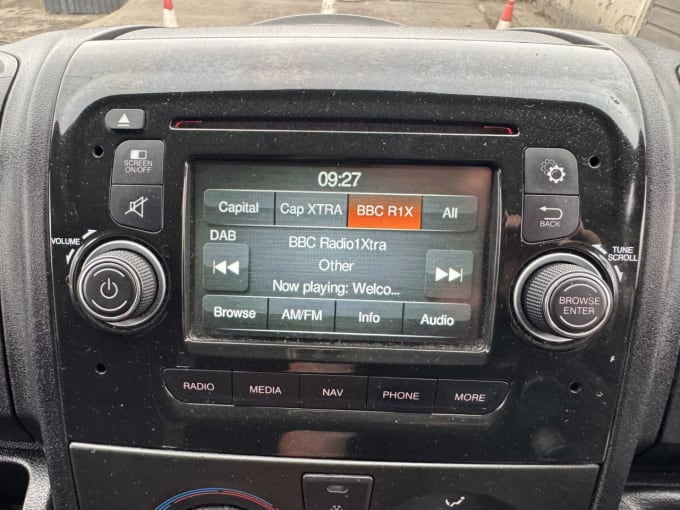 SCREEN
ON/OFF
VOLUME
09:27
Capital Cap XTRA BBC R1X All
DAB
BBC Radio1Xtra
Other
Now playing: Welco...
Browse AM/FM Info Audio
BACK
TUNE
SCROLL
BROWSE
ENTER
RADIO MEDIA NAV PHONE MORE